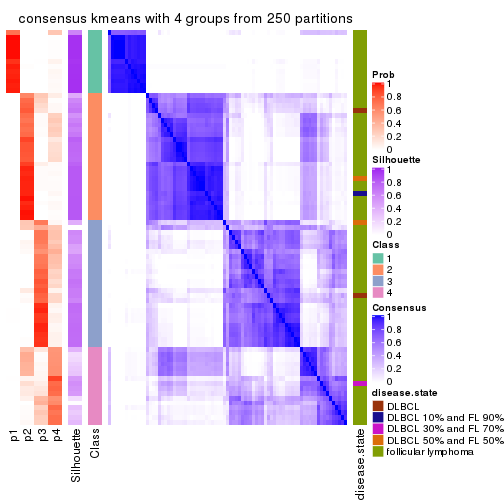 consensus kmeans with 4 groups from 250 partitions
p1
p2
p3
p4
Silhouette
Class
disease.state
Prob
1
0.8
0.6
0.4
0.2
0
Silhouette
1
0.8
0.6
0.4
0.2
0
Class
1
2
3
4
Consensus
1
0.8
0.6
0.4
0.2
0
disease.state
DLBCL
DLBCL 10% and FL 90%
DLBCL 30% and FL 70%
DLBCL 50% and FL 50%
follicular lymphoma